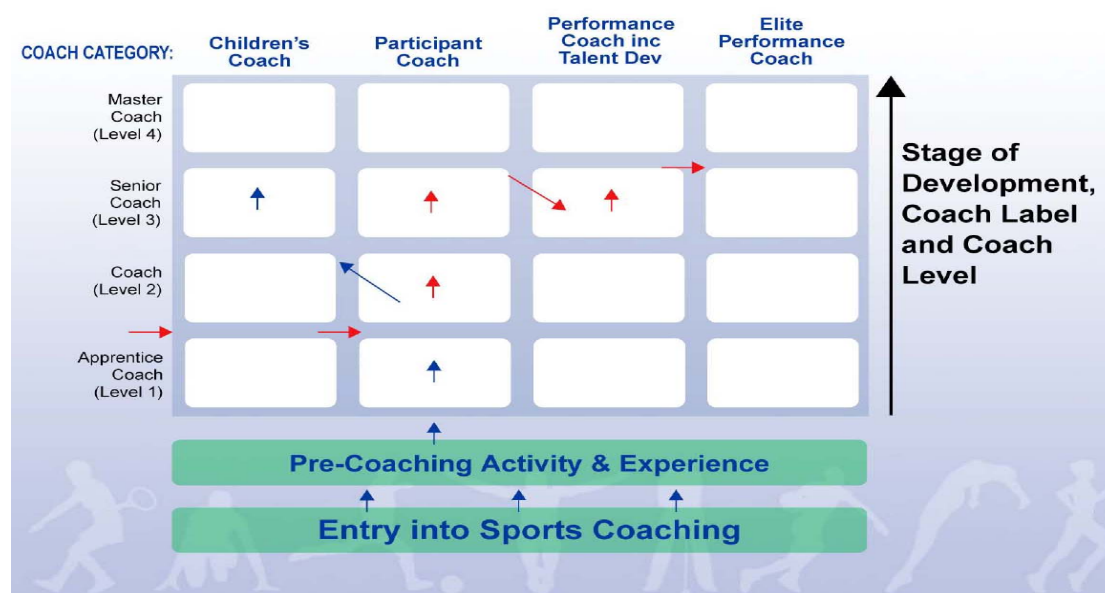 COACH CATEGORY:
Children's
Coach
Participant
Coach
Performance
Coach inc
Talent Dev
Elite
Performance
Coach
Master
Coach
(Level 4)
Senior
Coach
(Level 3)
Coach
(Level 2)
Apprentice
Coach
(Level 1)
Stage of
Development,
Coach Label
and Coach
Level
Pre-Coaching Activity & Experience
Entry into Sports Coaching